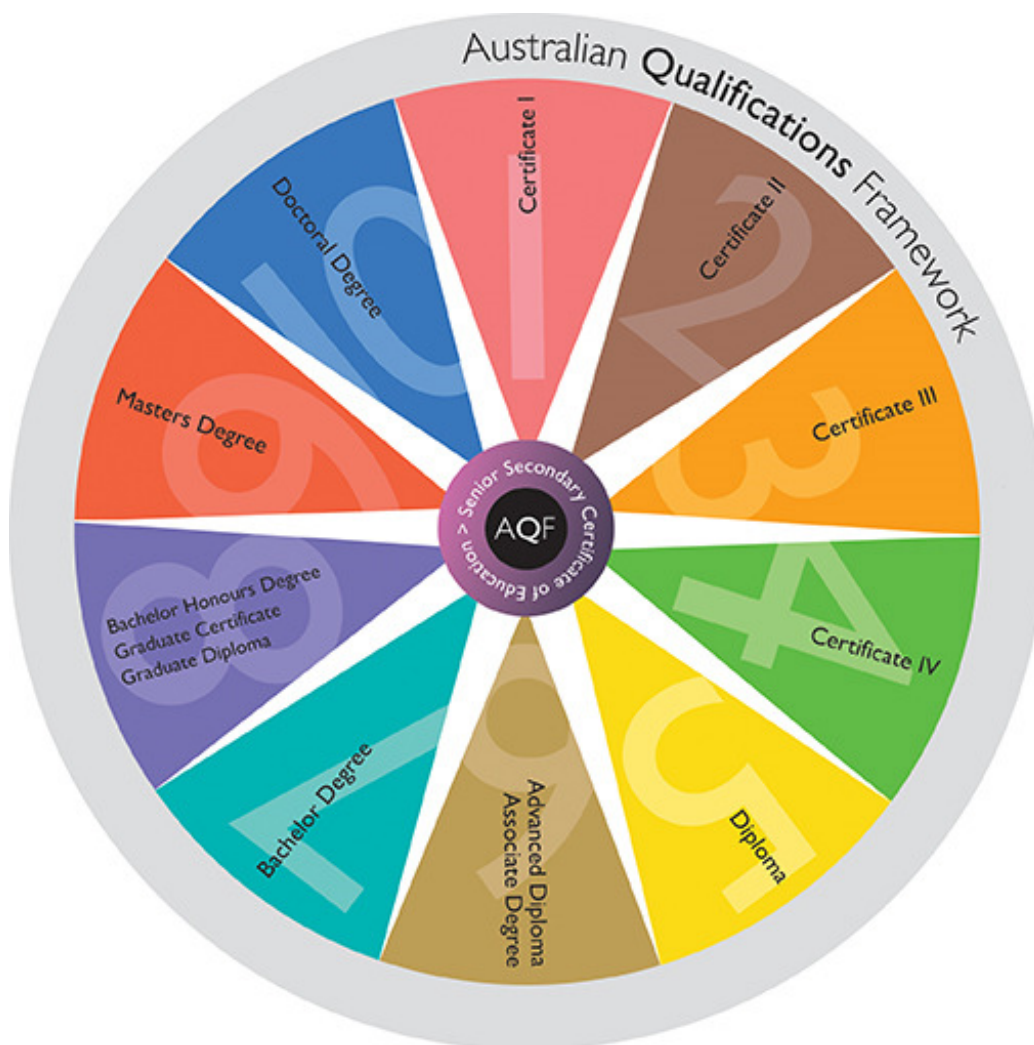 Australian Qualifications Framework
1
Certificate I
2
Certificate II
3
Certificate III
4
Certificate IV
5
Diploma
6
Advanced Diploma
Associate Degree
7
Bachelor Degree
8
Bachelor Honours Degree
Graduate Certificate
Graduate Diploma
9
Masters Degree
10
Doctoral Degree
Senior Secondary Certificate of Education >
AQF